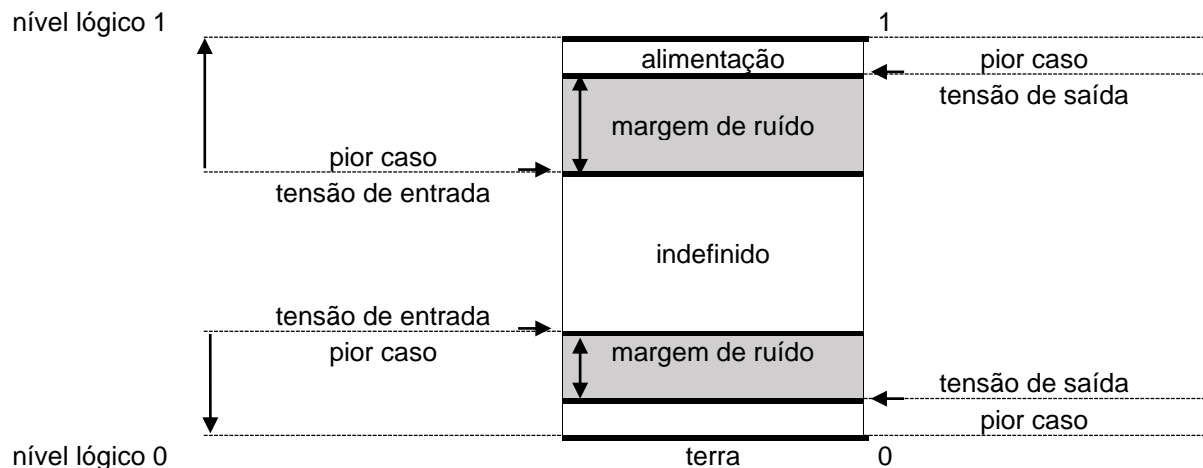 nível lógico 1
1
alimentação
pior caso
tensão de saída
margem de ruído
pior caso
tensão de entrada
indefinido
tensão de entrada
pior caso
margem de ruído
tensão de saída
pior caso
nível lógico 0
terra
0